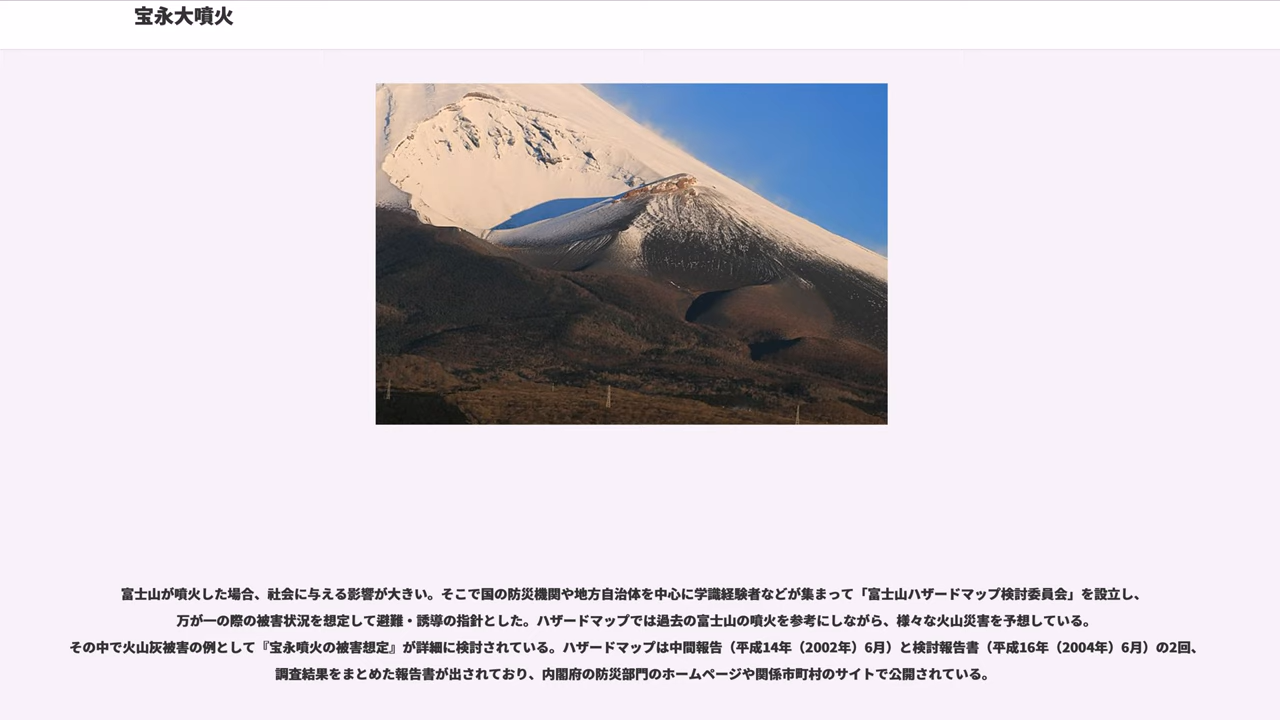 宝永大噴火
富士山が噴火した場合、社会に与える影響が大きい。そこで国の防災機関や地方自治体を中心に学識経験者などが集まって「富士山ハザードマップ検討委員会」を設立し、
万が一の際の被害状況を想定して避難・誘導の指針とした。ハザードマップでは過去の富士山の噴火を参考にしながら、様々な火山災害を予想している。
その中で火山灰被害の例として『宝永噴火の被害想定』が詳細に検討されている。ハザードマップは中間報告（平成14年（2002年）6月）と検討報告書（平成16年（2004年）6月）の2回、
調査結果をまとめた報告書が出されており、内閣府の防災部門のホームページや関係市町村のサイトで公開されている。